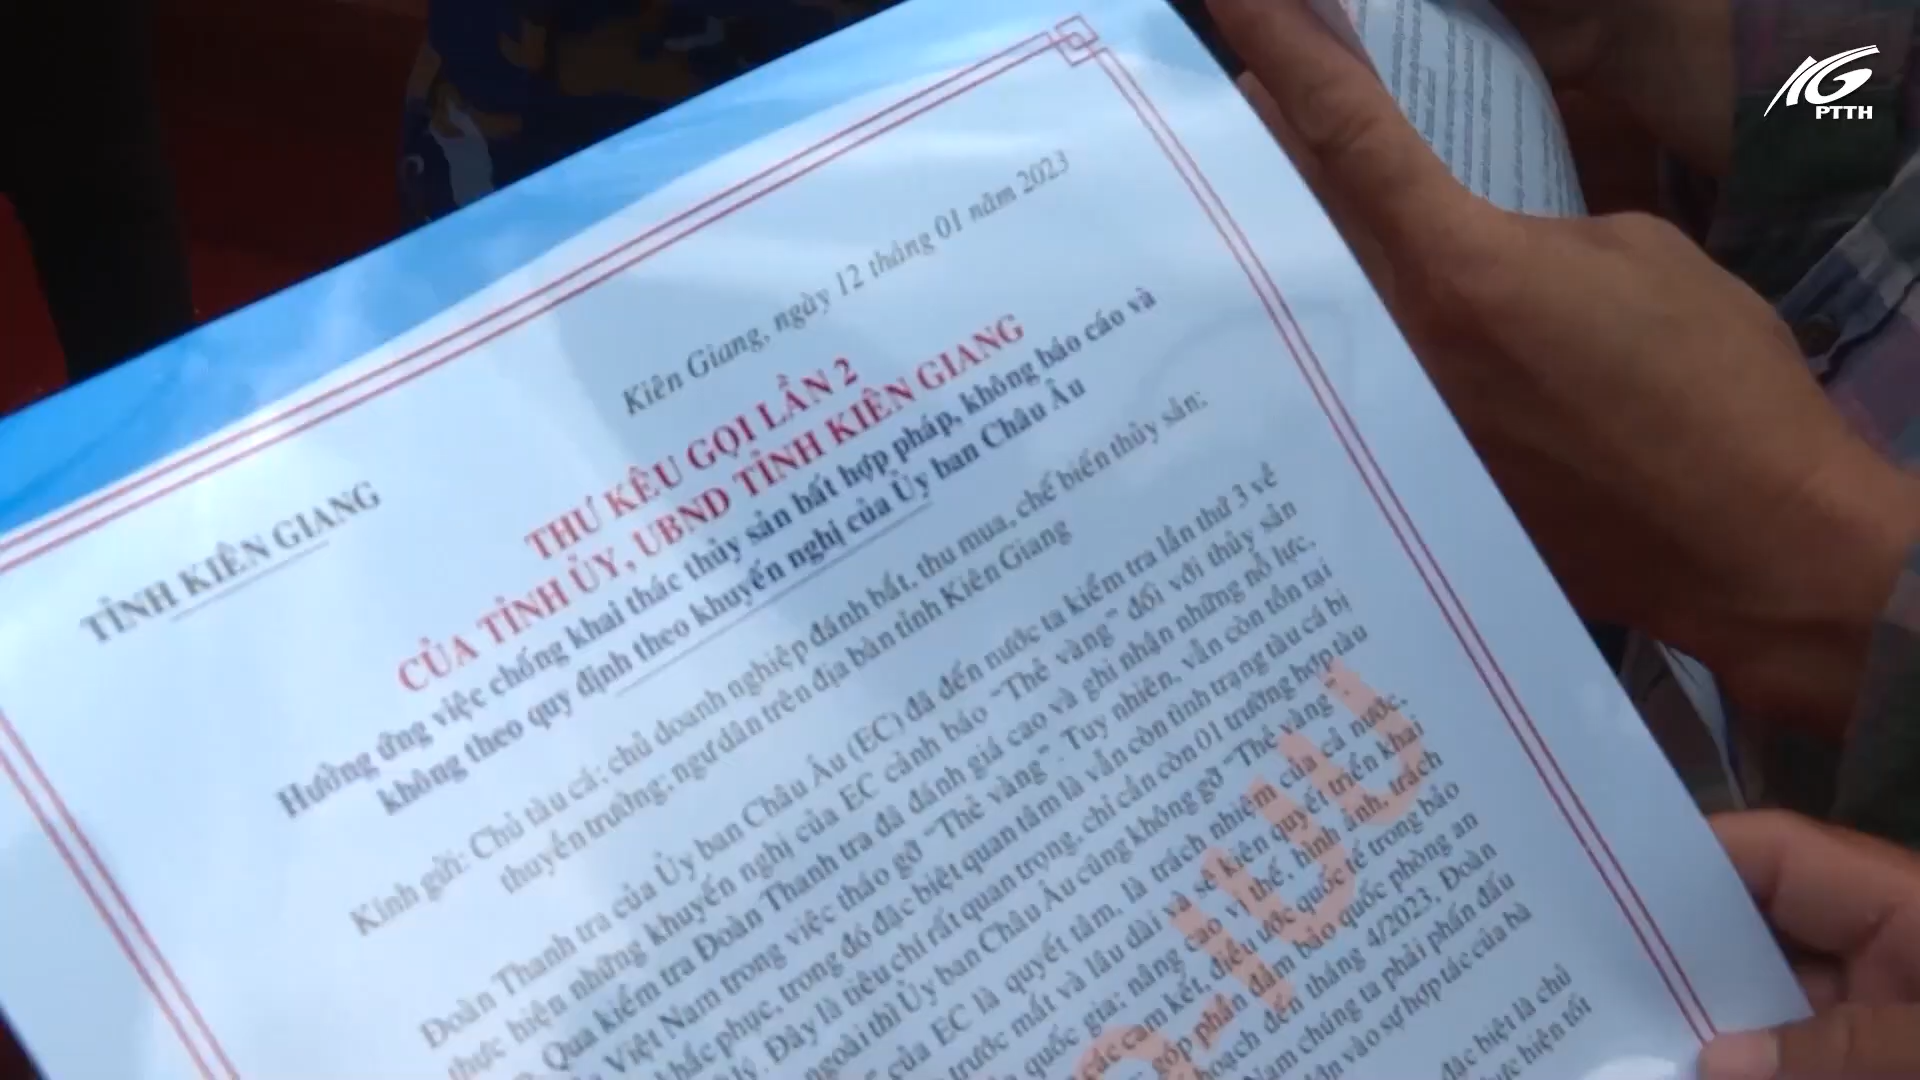 KG
PTTH
Kiên Giang, ngày 12 tháng 01 năm 2023
TỈNH KIÊN GIANG
THƯ KÊU GỌI LẦN 2
CỦA TỈNH ỦY, UBND TỈNH KIÊN GIANG
Hưởng ứng việc chống khai thác thủy sản bất hợp pháp, không báo cáo và
không theo quy định theo khuyến nghị của Ủy ban Châu Âu
Kính gửi: Chủ tàu cá; chủ doanh nghiệp đánh bắt, thu mua, chế biến thủy sản;
thuyền trưởng; ngư dân trên địa bàn tỉnh Kiên Giang
Đoàn Thanh tra của Ủy ban Châu Âu (EC) đã đến nước ta kiểm tra lần thứ 3 về
thực hiện những khuyến nghị của EC cảnh báo "Thẻ vàng" đối với thủy sản
Qua kiểm tra Đoàn Thanh tra đã đánh giá cao và ghi nhận những nỗ lực,
Việt Nam trong việc tháo gỡ "Thẻ vàng". Tuy nhiên, vẫn còn tồn tại
khắc phục, trong đó đặc biệt quan tâm là vẫn còn tình trạng tàu cá bị
lý. Đây là tiêu chí rất quan trọng, chỉ cần còn 01 trường hợp tàu
ngoài thì Ủy ban Châu Âu cũng không gỡ "Thẻ vàng".
của EC là quyết tâm, là trách nhiệm của cả nước,
trước mắt và lâu dài và sẽ kiên quyết triển khai
quốc gia; nâng cao vị thế, hình ảnh, trách
các cam kết, điều ước quốc tế trong bảo
góp phần đảm bảo quốc phòng an
hoạch đến tháng 4/2023, Đoàn
Nam chúng ta phải phấn đấu
lớn vào sự hợp tác của bà
đặc biệt là chủ
thực hiện tốt